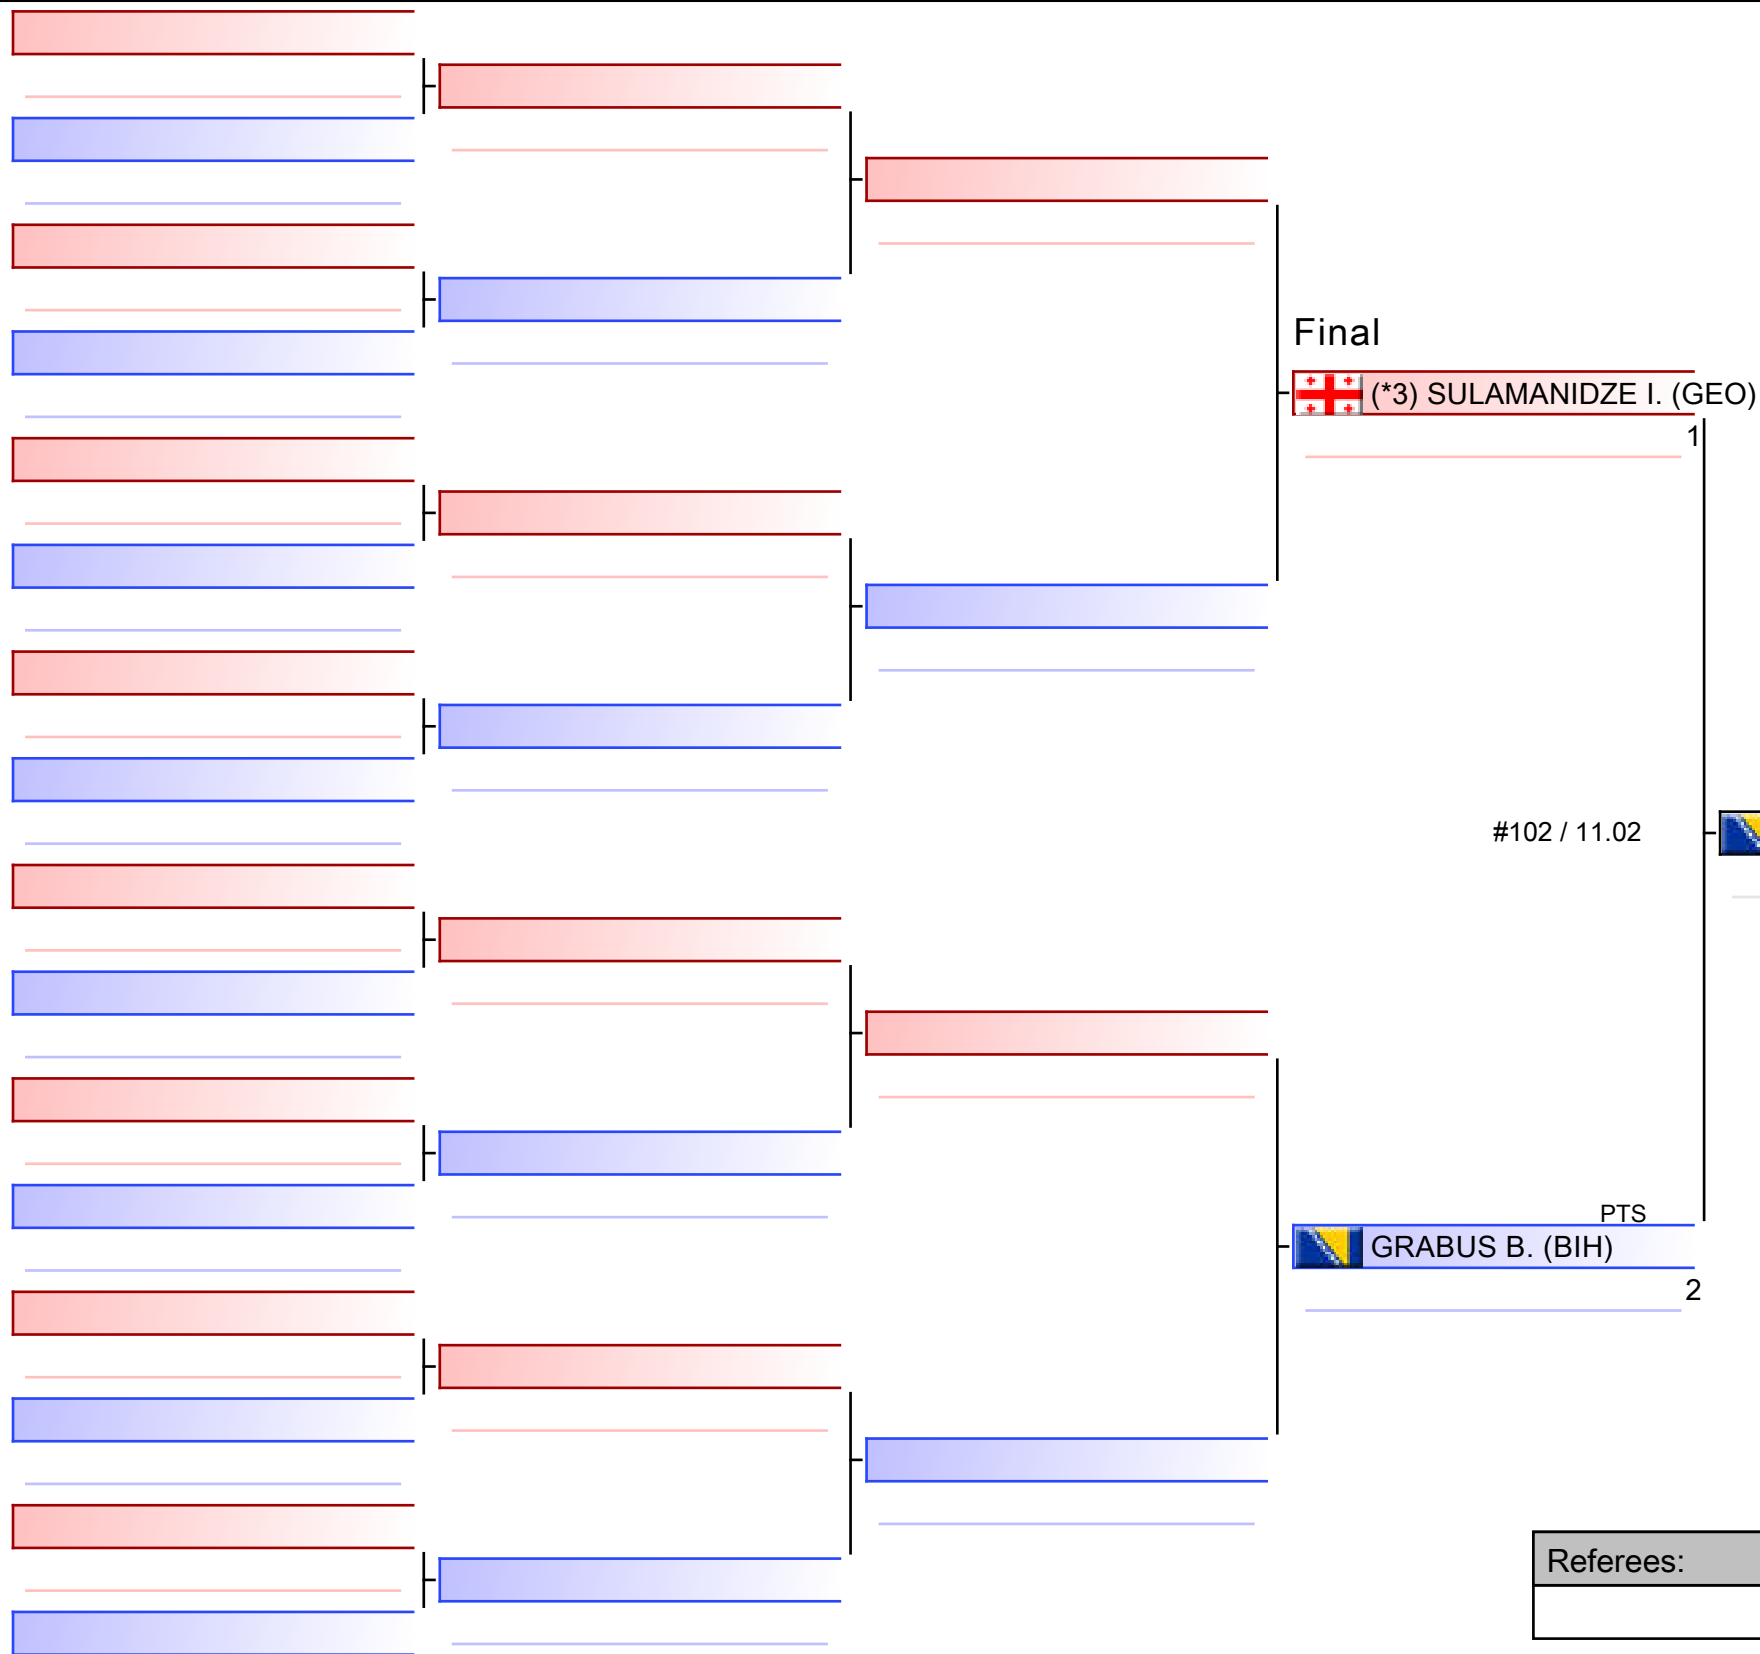 Final
(*3) SULAMANIDZE I. (GEO)
1
#102 / 11.02
PTS
GRABUS B. (BIH)
2
Referees: